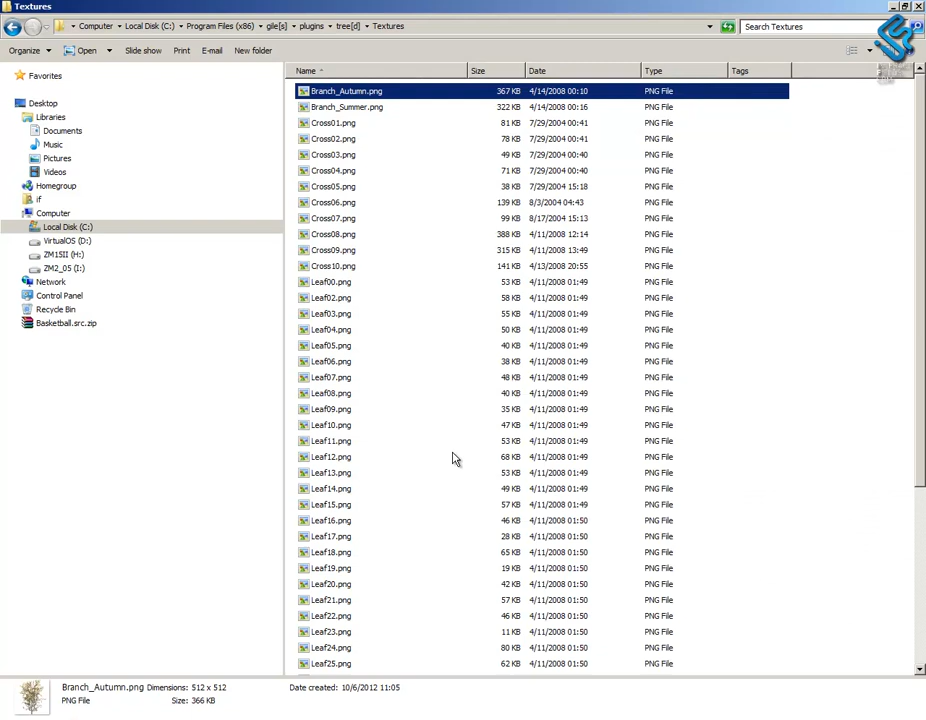 Textures
Computer Local Disk (C:) Program Files (x86) gile[s] plugins tree[d] Textures
Search Textures
Organize Open Slide show Print E-mail New folder
Name Size Date Type Tags
Favorites
Desktop
Libraries
Documents
Music
Pictures
Videos
Homegroup
if
Computer
Local Disk (C:)
VirtualOS (D:)
ZM15II (H:)
ZM2_05 (I:)
Network
Control Panel
Recycle Bin
Basketball.src.zip
Branch_Autumn.png 367 KB 4/14/2008 00:10 PNG File
Branch_Summer.png 322 KB 4/14/2008 00:16 PNG File
Cross01.png 81 KB 7/29/2004 00:41 PNG File
Cross02.png 78 KB 7/29/2004 00:41 PNG File
Cross03.png 49 KB 7/29/2004 00:40 PNG File
Cross04.png 71 KB 7/29/2004 00:40 PNG File
Cross05.png 38 KB 7/29/2004 15:18 PNG File
Cross06.png 139 KB 8/3/2004 04:43 PNG File
Cross07.png 99 KB 8/17/2004 15:13 PNG File
Cross08.png 388 KB 4/11/2008 12:14 PNG File
Cross09.png 315 KB 4/11/2008 13:49 PNG File
Cross10.png 141 KB 4/13/2008 20:55 PNG File
Leaf00.png 53 KB 4/11/2008 01:49 PNG File
Leaf02.png 58 KB 4/11/2008 01:49 PNG File
Leaf03.png 55 KB 4/11/2008 01:49 PNG File
Leaf04.png 50 KB 4/11/2008 01:49 PNG File
Leaf05.png 40 KB 4/11/2008 01:49 PNG File
Leaf06.png 38 KB 4/11/2008 01:49 PNG File
Leaf07.png 48 KB 4/11/2008 01:49 PNG File
Leaf08.png 40 KB 4/11/2008 01:49 PNG File
Leaf09.png 35 KB 4/11/2008 01:49 PNG File
Leaf10.png 47 KB 4/11/2008 01:49 PNG File
Leaf11.png 53 KB 4/11/2008 01:49 PNG File
Leaf12.png 68 KB 4/11/2008 01:49 PNG File
Leaf13.png 53 KB 4/11/2008 01:49 PNG File
Leaf14.png 49 KB 4/11/2008 01:49 PNG File
Leaf15.png 57 KB 4/11/2008 01:49 PNG File
Leaf16.png 46 KB 4/11/2008 01:50 PNG File
Leaf17.png 28 KB 4/11/2008 01:50 PNG File
Leaf18.png 65 KB 4/11/2008 01:50 PNG File
Leaf19.png 19 KB 4/11/2008 01:50 PNG File
Leaf20.png 42 KB 4/11/2008 01:50 PNG File
Leaf21.png 57 KB 4/11/2008 01:50 PNG File
Leaf22.png 46 KB 4/11/2008 01:50 PNG File
Leaf23.png 11 KB 4/11/2008 01:50 PNG File
Leaf24.png 80 KB 4/11/2008 01:50 PNG File
Leaf25.png 62 KB 4/11/2008 01:50 PNG File
Branch_Autumn.png Dimensions: 512 x 512 Date created: 10/6/2012 11:05
PNG File Size: 366 KB